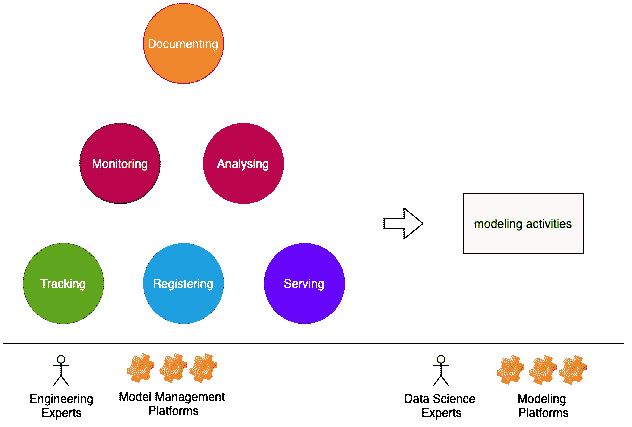 Documenting
Monitoring
Analysing
modeling activities
Tracking
Registering
Serving
Engineering
Experts
Model Management
Platforms
Data Science
Experts
Modeling
Platforms